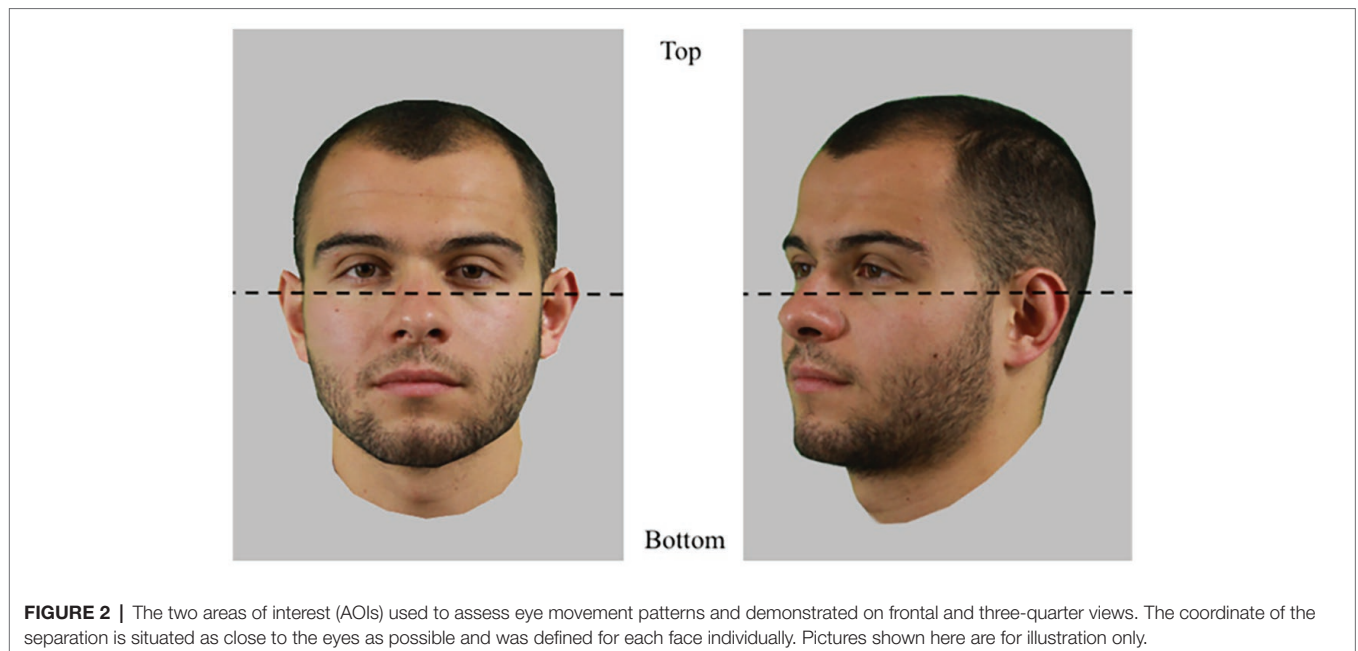 Top
Bottom
FIGURE 2 | The two areas of interest (AOIs) used to assess eye movement patterns and demonstrated on frontal and three-quarter views. The coordinate of the
separation is situated as close to the eyes as possible and was defined for each face individually. Pictures shown here are for illustration only.